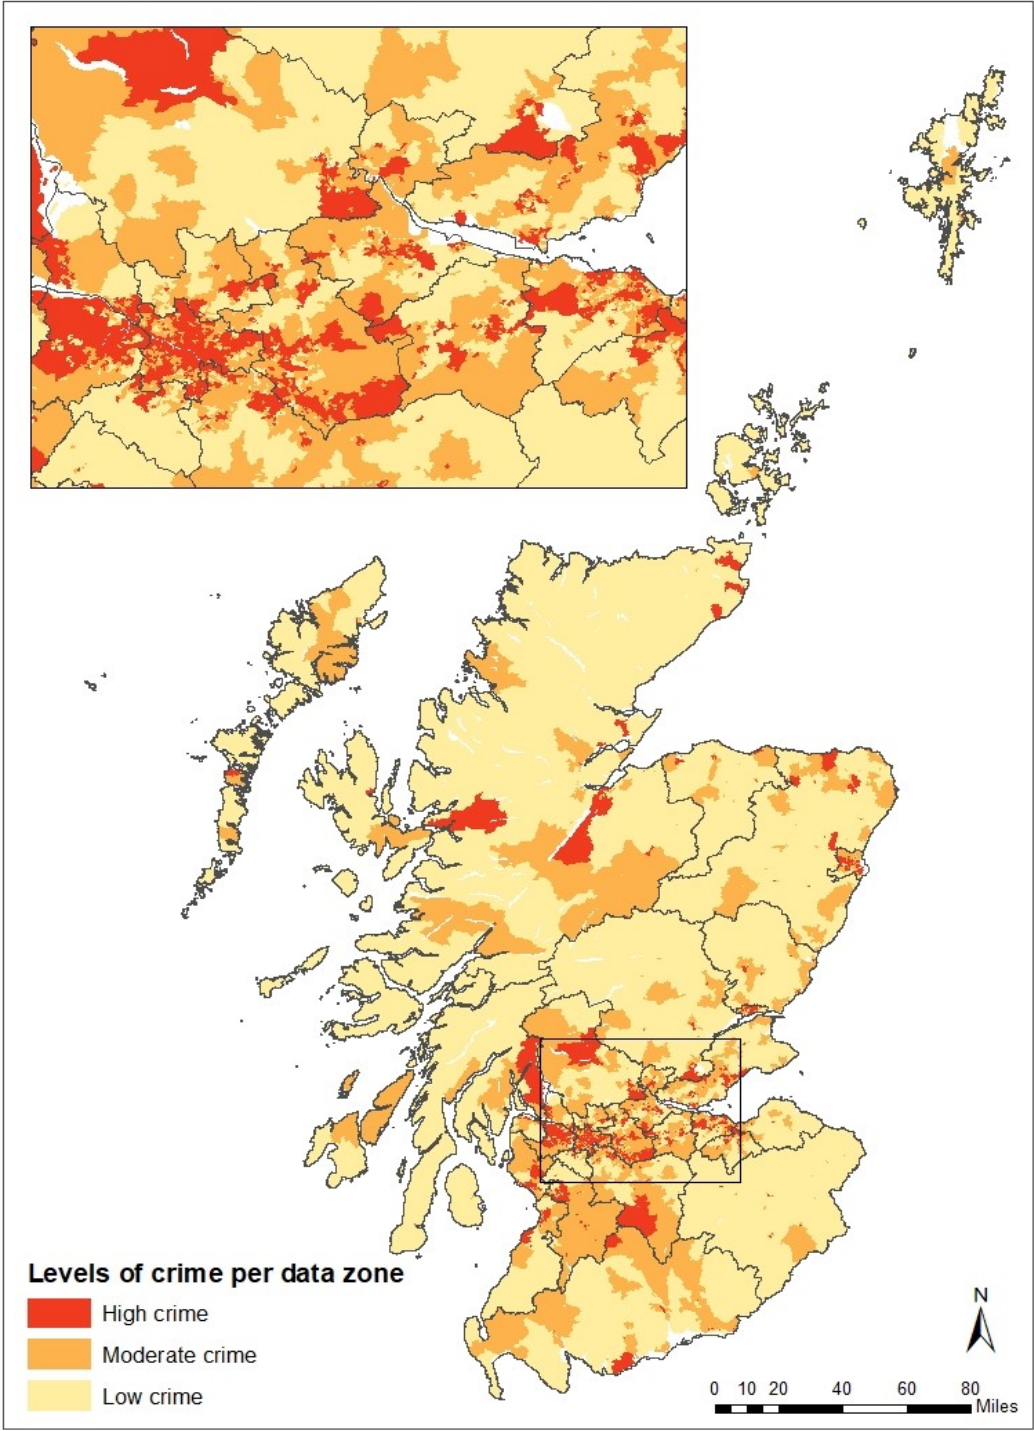 Levels of crime per data zone
High crime
Moderate crime
Low crime
N
0 10 20 40 60 80
Miles